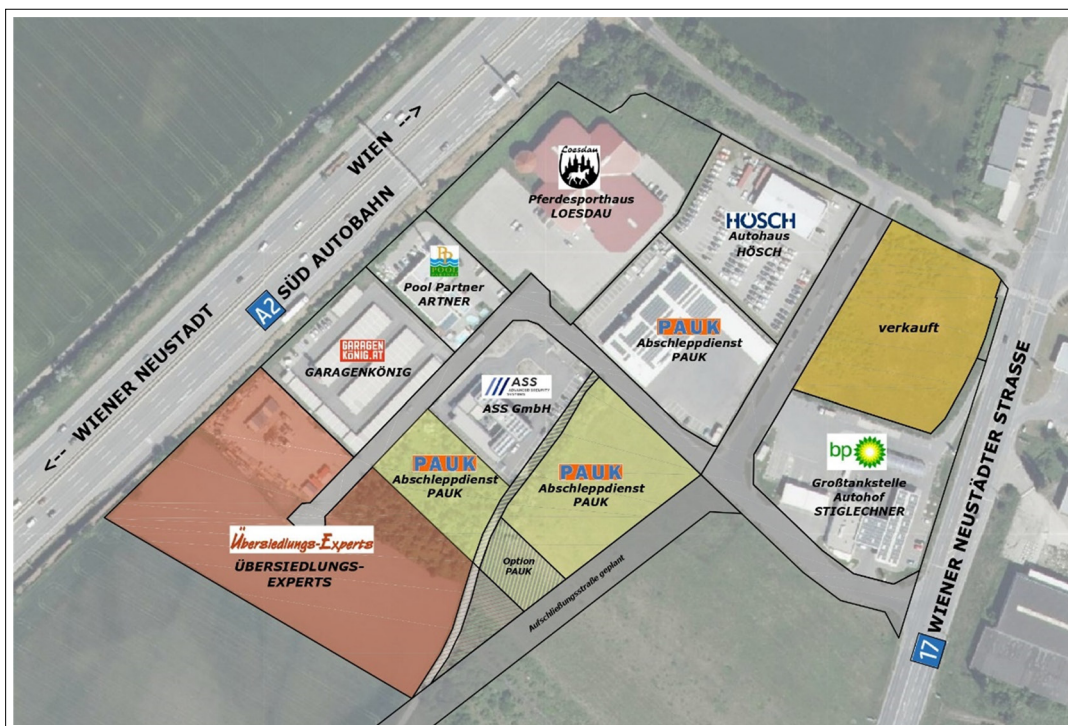 WIEN -->
A2 SÜD AUTOBAHN
<-- WIENER NEUSTADT
Loesdau
Pferdesporthaus
LOESDAU
HÖSCH
Autohaus
HÖSCH
POOL
Pool Partner
ARTNER
GARAGEN
KÖNIG.AT
GARAGENKÖNIG
PAUK
Abschleppdienst
PAUK
verkauft
ASS
ASS GmbH
PAUK
Abschleppdienst
PAUK
PAUK
Abschleppdienst
PAUK
bp
Großtankstelle
Autohof
STIGLECHNER
Übersiedlungs-Experts
ÜBERSIEDLUNGS-
EXPERTS
Option
PAUK
Aufschließungsstraße geplant
17 WIENER NEUSTÄDTER STRASSE